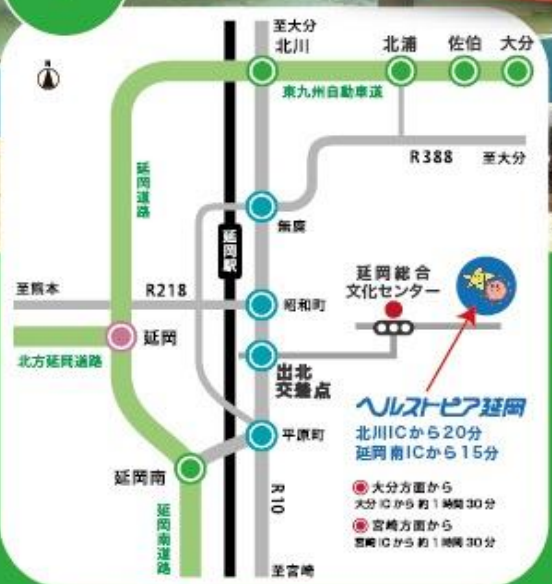 至大分
北川
北浦
佐伯
大分
N
東九州自動車道
R388
至大分
延岡道路
無鹿
延岡駅
延岡総合
文化センター
至熊本
R218
昭和町
延岡
北方延岡道路
出北
交差点
ヘルストピア延岡
北川ICから20分
延岡南ICから15分
平原町
延岡南
大分方面から
大分ICから約1時間30分
宮崎方面から
宮崎ICから約1時間30分
R10
延岡南道路
至宮崎